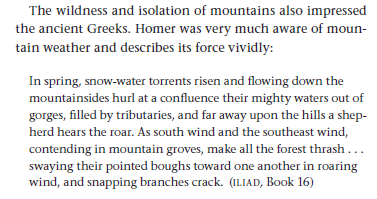 The wildness and isolation of mountains also impressed
the ancient Greeks. Homer was very much aware of moun-
tain weather and describes its force vividly:
In spring, snow-water torrents risen and flowing down the
mountainsides hurl at a confluence their mighty waters out of
gorges, filled by tributaries, and far away upon the hills a shep-
herd hears the roar. As south wind and the southeast wind,
contending in mountain groves, make all the forest thrash . . .
swaying their pointed boughs toward one another in roaring
wind, and snapping branches crack. (ILIAD, Book 16)